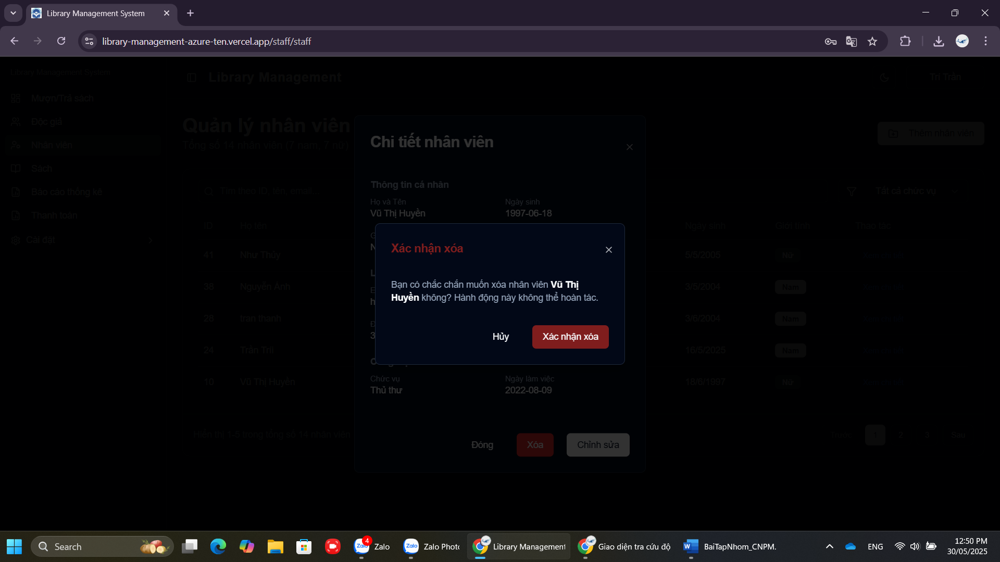 Library Management System
library-management-azure-ten.vercel.app/staff/staff
Library Management System
Library Management
Trí Trần
Mượn/Trả sách
Độc giả
Nhân viên
Sách
Báo cáo thống kê
Thanh toán
Cài đặt
Quản lý nhân viên
Tổng số 14 nhân viên (7 nam, 7 nữ)
Thêm nhân viên
Tìm theo ID, tên, email...
Tất cả chức vụ
ID Họ tên Ngày sinh Giới tính Thao tác
41 Như Thủy 5/5/2005 Nữ
38 Nguyễn Ánh 3/5/2004 Nam
28 tran thanh 3/6/2004 Nam
24 Trần Tríi 16/5/2025 Nam
10 Vũ Thị Huyền 18/6/1997 Nữ
Hiển thị 1-5 trong tổng số 14 nhân viên
Trước 1 2 3 Sau
Chi tiết nhân viên
Thông tin cá nhân
Họ và Tên Ngày sinh
Vũ Thị Huyền 1997-06-18
Xác nhận xóa
Bạn có chắc chắn muốn xóa nhân viên Vũ Thị
Huyền không? Hành động này không thể hoàn tác.
Hủy Xác nhận xóa
Chức vụ Ngày làm việc
Thủ thư 2022-08-09
Đóng Xóa Chỉnh sửa
Search
4
Zalo
Zalo
Zalo
Zalo Phot
Library Management
Giao diện tra cứu độ
BaiTapNhom_CNPM.
ENG
12:50 PM
30/05/2025